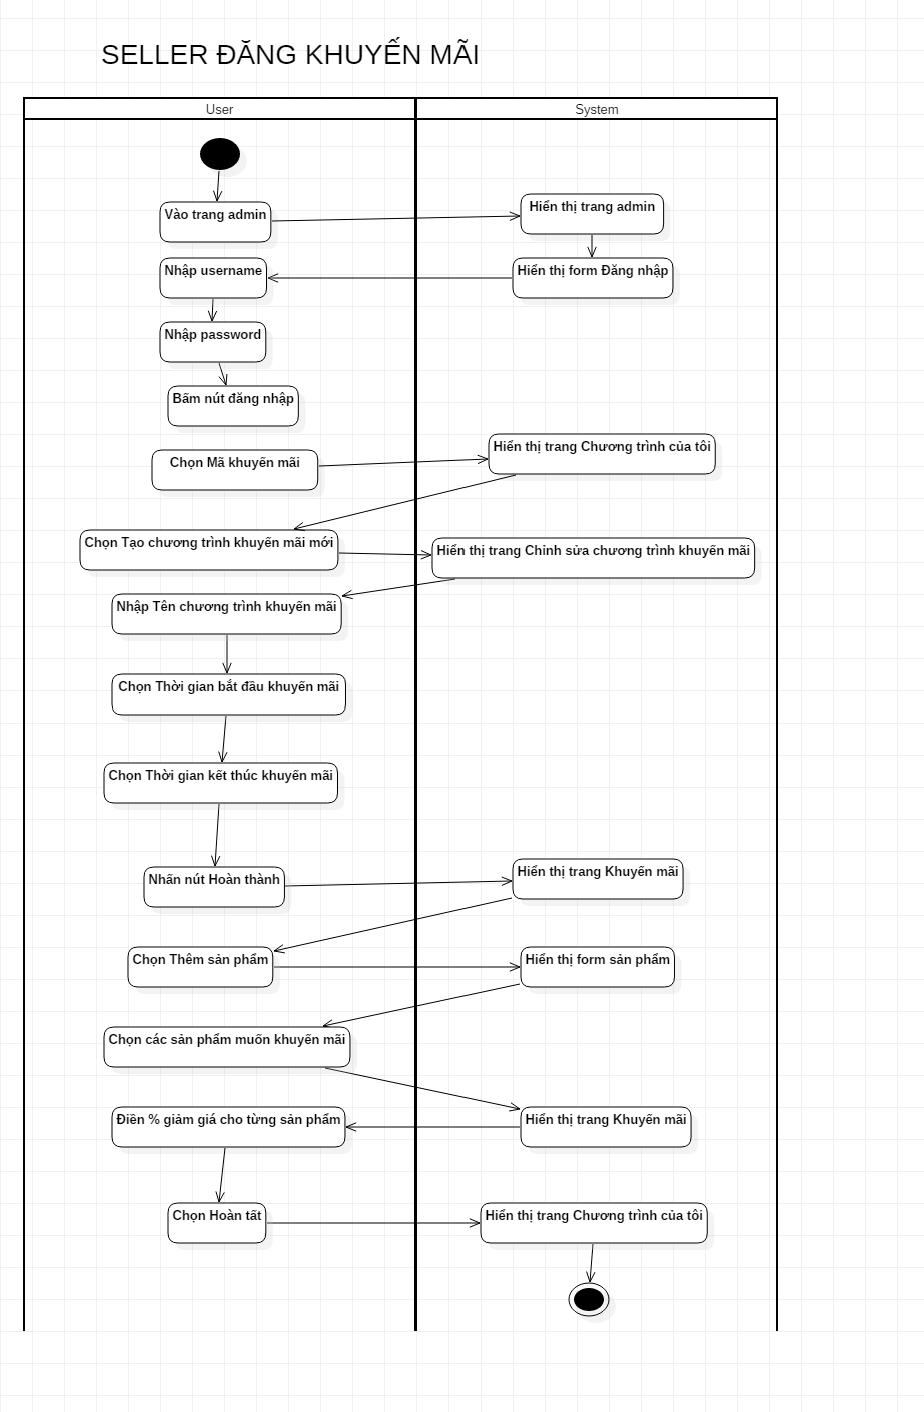 SELLER ĐĂNG KHUYẾN MÃI
User
System
Vào trang admin
Hiển thị trang admin
Nhập username
Hiển thị form Đăng nhập
Nhập password
Bấm nút đăng nhập
Chọn Mã khuyến mãi
Hiển thị trang Chương trình của tôi
Chọn Tạo chương trình khuyến mãi mới
Hiển thị trang Chỉnh sửa chương trình khuyến mãi
Nhập Tên chương trình khuyến mãi
Chọn Thời gian bắt đầu khuyến mãi
Chọn Thời gian kết thúc khuyến mãi
Nhấn nút Hoàn thành
Hiển thị trang Khuyến mãi
Chọn Thêm sản phẩm
Hiển thị form sản phẩm
Chọn các sản phẩm muốn khuyến mãi
Điền % giảm giá cho từng sản phẩm
Hiển thị trang Khuyến mãi
Chọn Hoàn tất
Hiển thị trang Chương trình của tôi